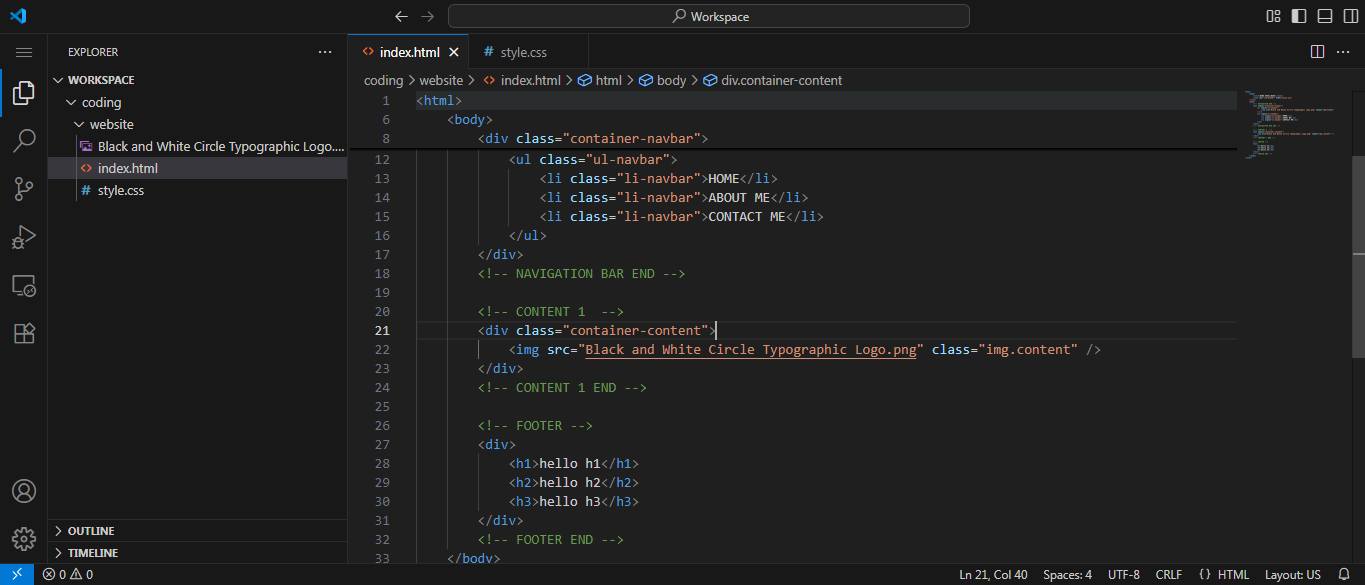 Workspace
EXPLORER
WORKSPACE
coding
website
Black and White Circle Typographic Logo....
index.html
style.css
OUTLINE
TIMELINE
index.html
# style.css
coding > website > <> index.html > html > body > div.container-content
1 <html>
6 <body>
8 <div class="container-navbar">
12 <ul class="ul-navbar">
13 <li class="li-navbar">HOME</li>
14 <li class="li-navbar">ABOUT ME</li>
15 <li class="li-navbar">CONTACT ME</li>
16 </ul>
17 </div>
18 <!-- NAVIGATION BAR END -->
19
20 <!-- CONTENT 1  -->
21 <div class="container-content">
22 <img src="Black and White Circle Typographic Logo.png" class="img.content" />
23 </div>
24 <!-- CONTENT 1 END -->
25
26 <!-- FOOTER -->
27 <div>
28 <h1>hello h1</h1>
29 <h2>hello h2</h2>
30 <h3>hello h3</h3>
31 </div>
32 <!-- FOOTER END -->
33 </body>
0 0
Ln 21, Col 40 Spaces: 4 UTF-8 CRLF {} HTML Layout: US